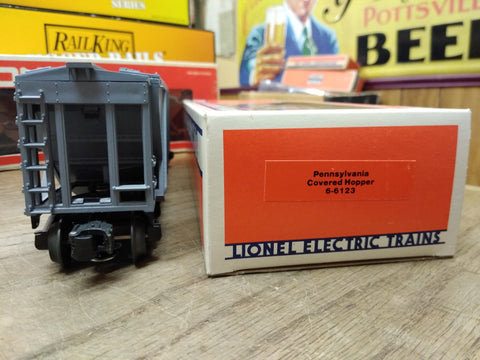 SERIES
RAILKING
POTTSVILLE
BEER
Pennsylvania
Covered Hopper
6-6123
LIONEL ELECTRIC TRAINS